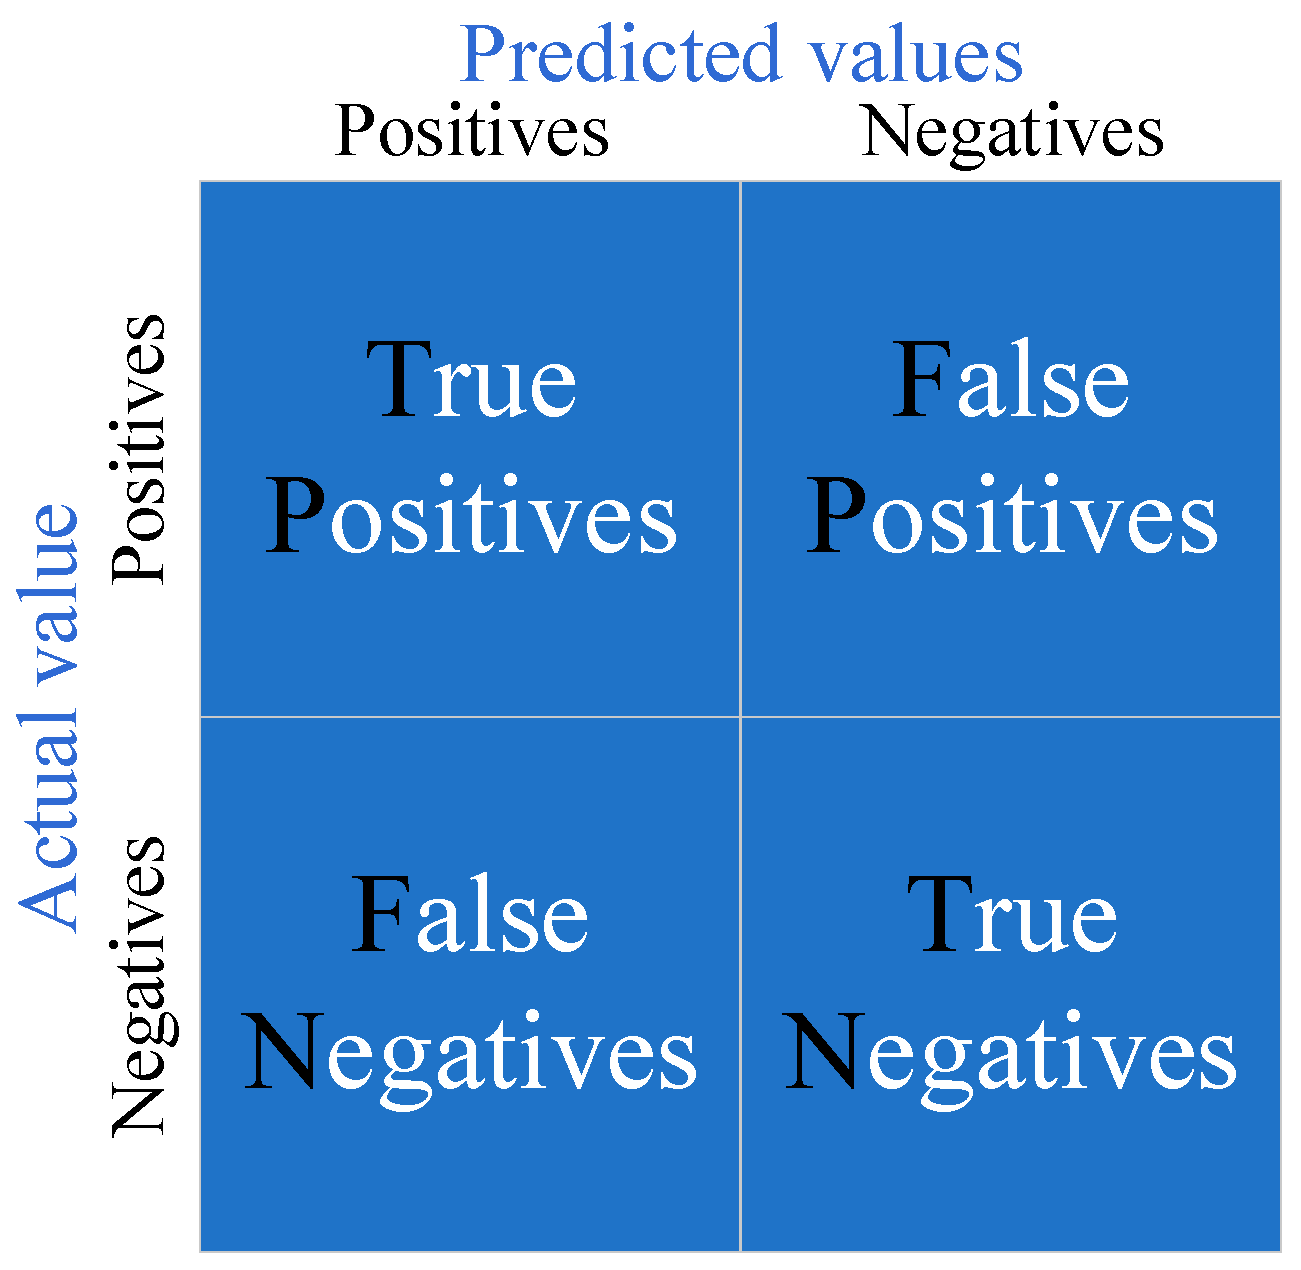 Predicted values
Positives
Negatives
Actual value
Positives
True
Positives
False
Positives
Negatives
False
Negatives
True
Negatives